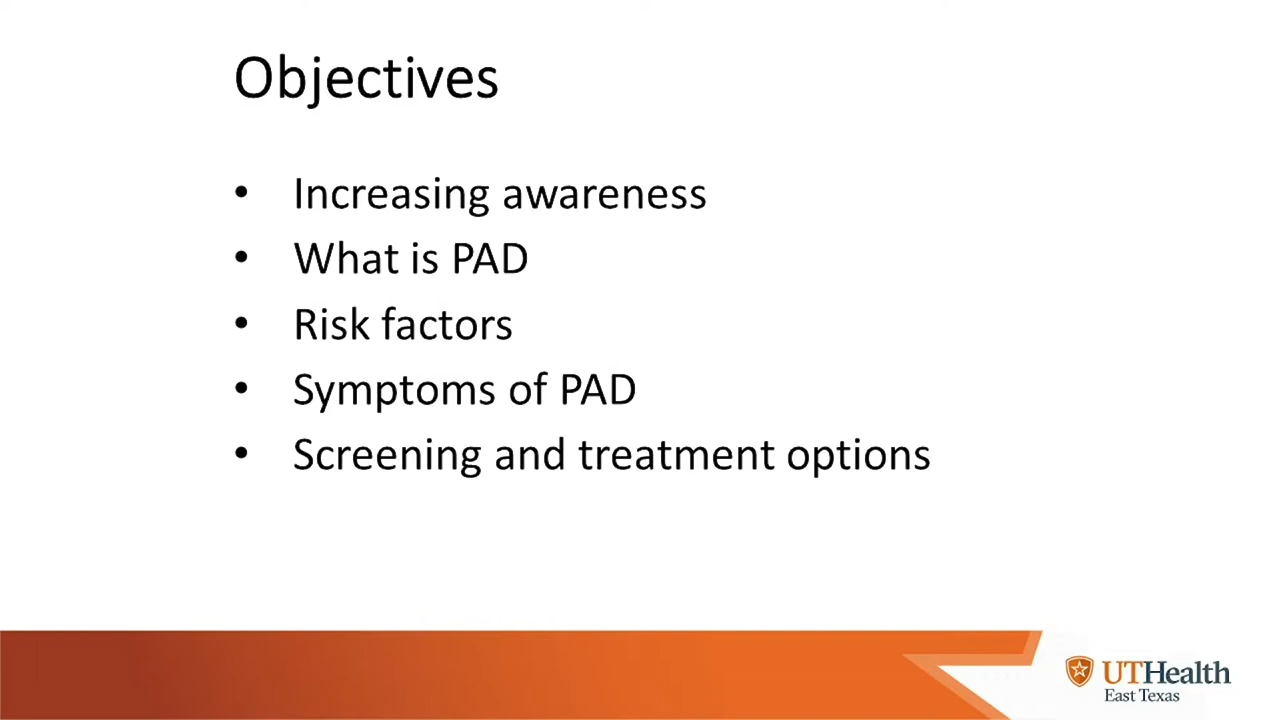 Objectives
• Increasing awareness
• What is PAD
• Risk factors
• Symptoms of PAD
• Screening and treatment options
UTHealth
East Texas